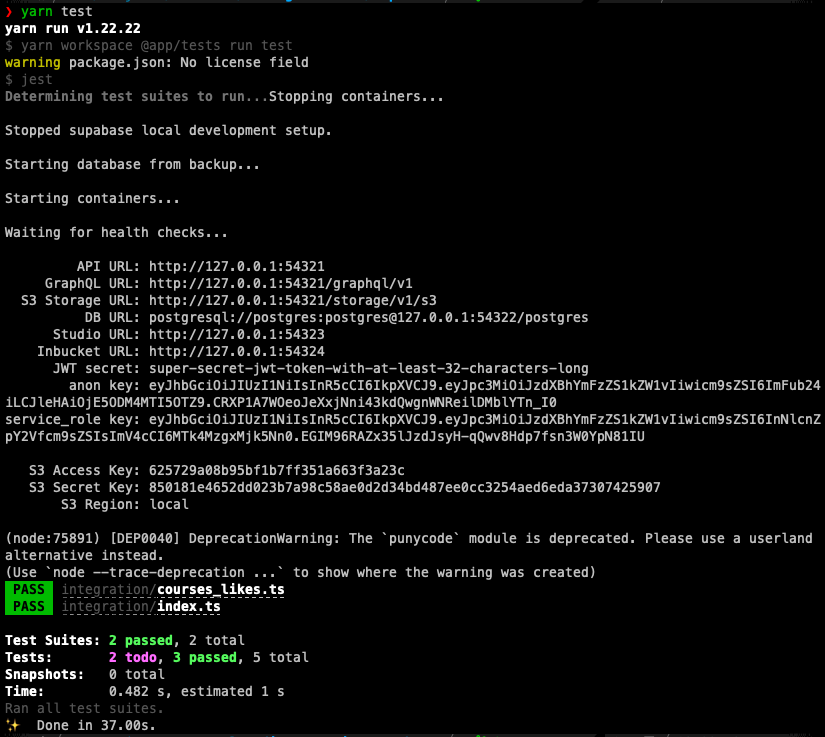 ❯ yarn test
yarn run v1.22.22
$ yarn workspace @app/tests run test
warning package.json: No license field
$ jest
Determining test suites to run...Stopping containers...
Stopped supabase local development setup.
Starting database from backup...
Starting containers...
Waiting for health checks...
API URL: http://127.0.0.1:54321
GraphQL URL: http://127.0.0.1:54321/graphql/v1
S3 Storage URL: http://127.0.0.1:54321/storage/v1/s3
DB URL: postgresql://postgres:postgres@127.0.0.1:54322/postgres
Studio URL: http://127.0.0.1:54323
Inbucket URL: http://127.0.0.1:54324
JWT secret: super-secret-jwt-token-with-at-least-32-characters-long
anon key: eyJhbGciOiJIUzI1NiIsInR5cCI6IkpXVCJ9.eyJpc3MiOiJzdXBhYmFzZS1kZW1vIiwicm9sZSI6ImFub24
iLCJleHAiOjE5ODM4MTI5OTZ9.CRXP1A7WOeoJeXxjNni43kdQwgnWNReilDMblYTn_I0
service_role key: eyJhbGciOiJIUzI1NiIsInR5cCI6IkpXVCJ9.eyJpc3MiOiJzdXBhYmFzZS1kZW1vIiwicm9sZSI6InNlcnZ
pY2Vfcm9sZSIsImV4cCI6MTk4MzgxMjk5Nn0.EGIM96RAZx35lJzdJsyH-qQwv8Hdp7fsn3W0YpN81IU
S3 Access Key: 625729a08b95bf1b7ff351a663f3a23c
S3 Secret Key: 850181e4652dd023b7a98c58ae0d2d34bd487ee0cc3254aed6eda37307425907
S3 Region: local
(node:75891) [DEP0040] DeprecationWarning: The `punycode` module is deprecated. Please use a userland
alternative instead.
(Use `node --trace-deprecation ...` to show where the warning was created)
PASS integration/courses_likes.ts
PASS integration/index.ts
Test Suites: 2 passed, 2 total
Tests: 2 todo, 3 passed, 5 total
Snapshots: 0 total
Time: 0.482 s, estimated 1 s
Ran all test suites.
✨ Done in 37.00s.